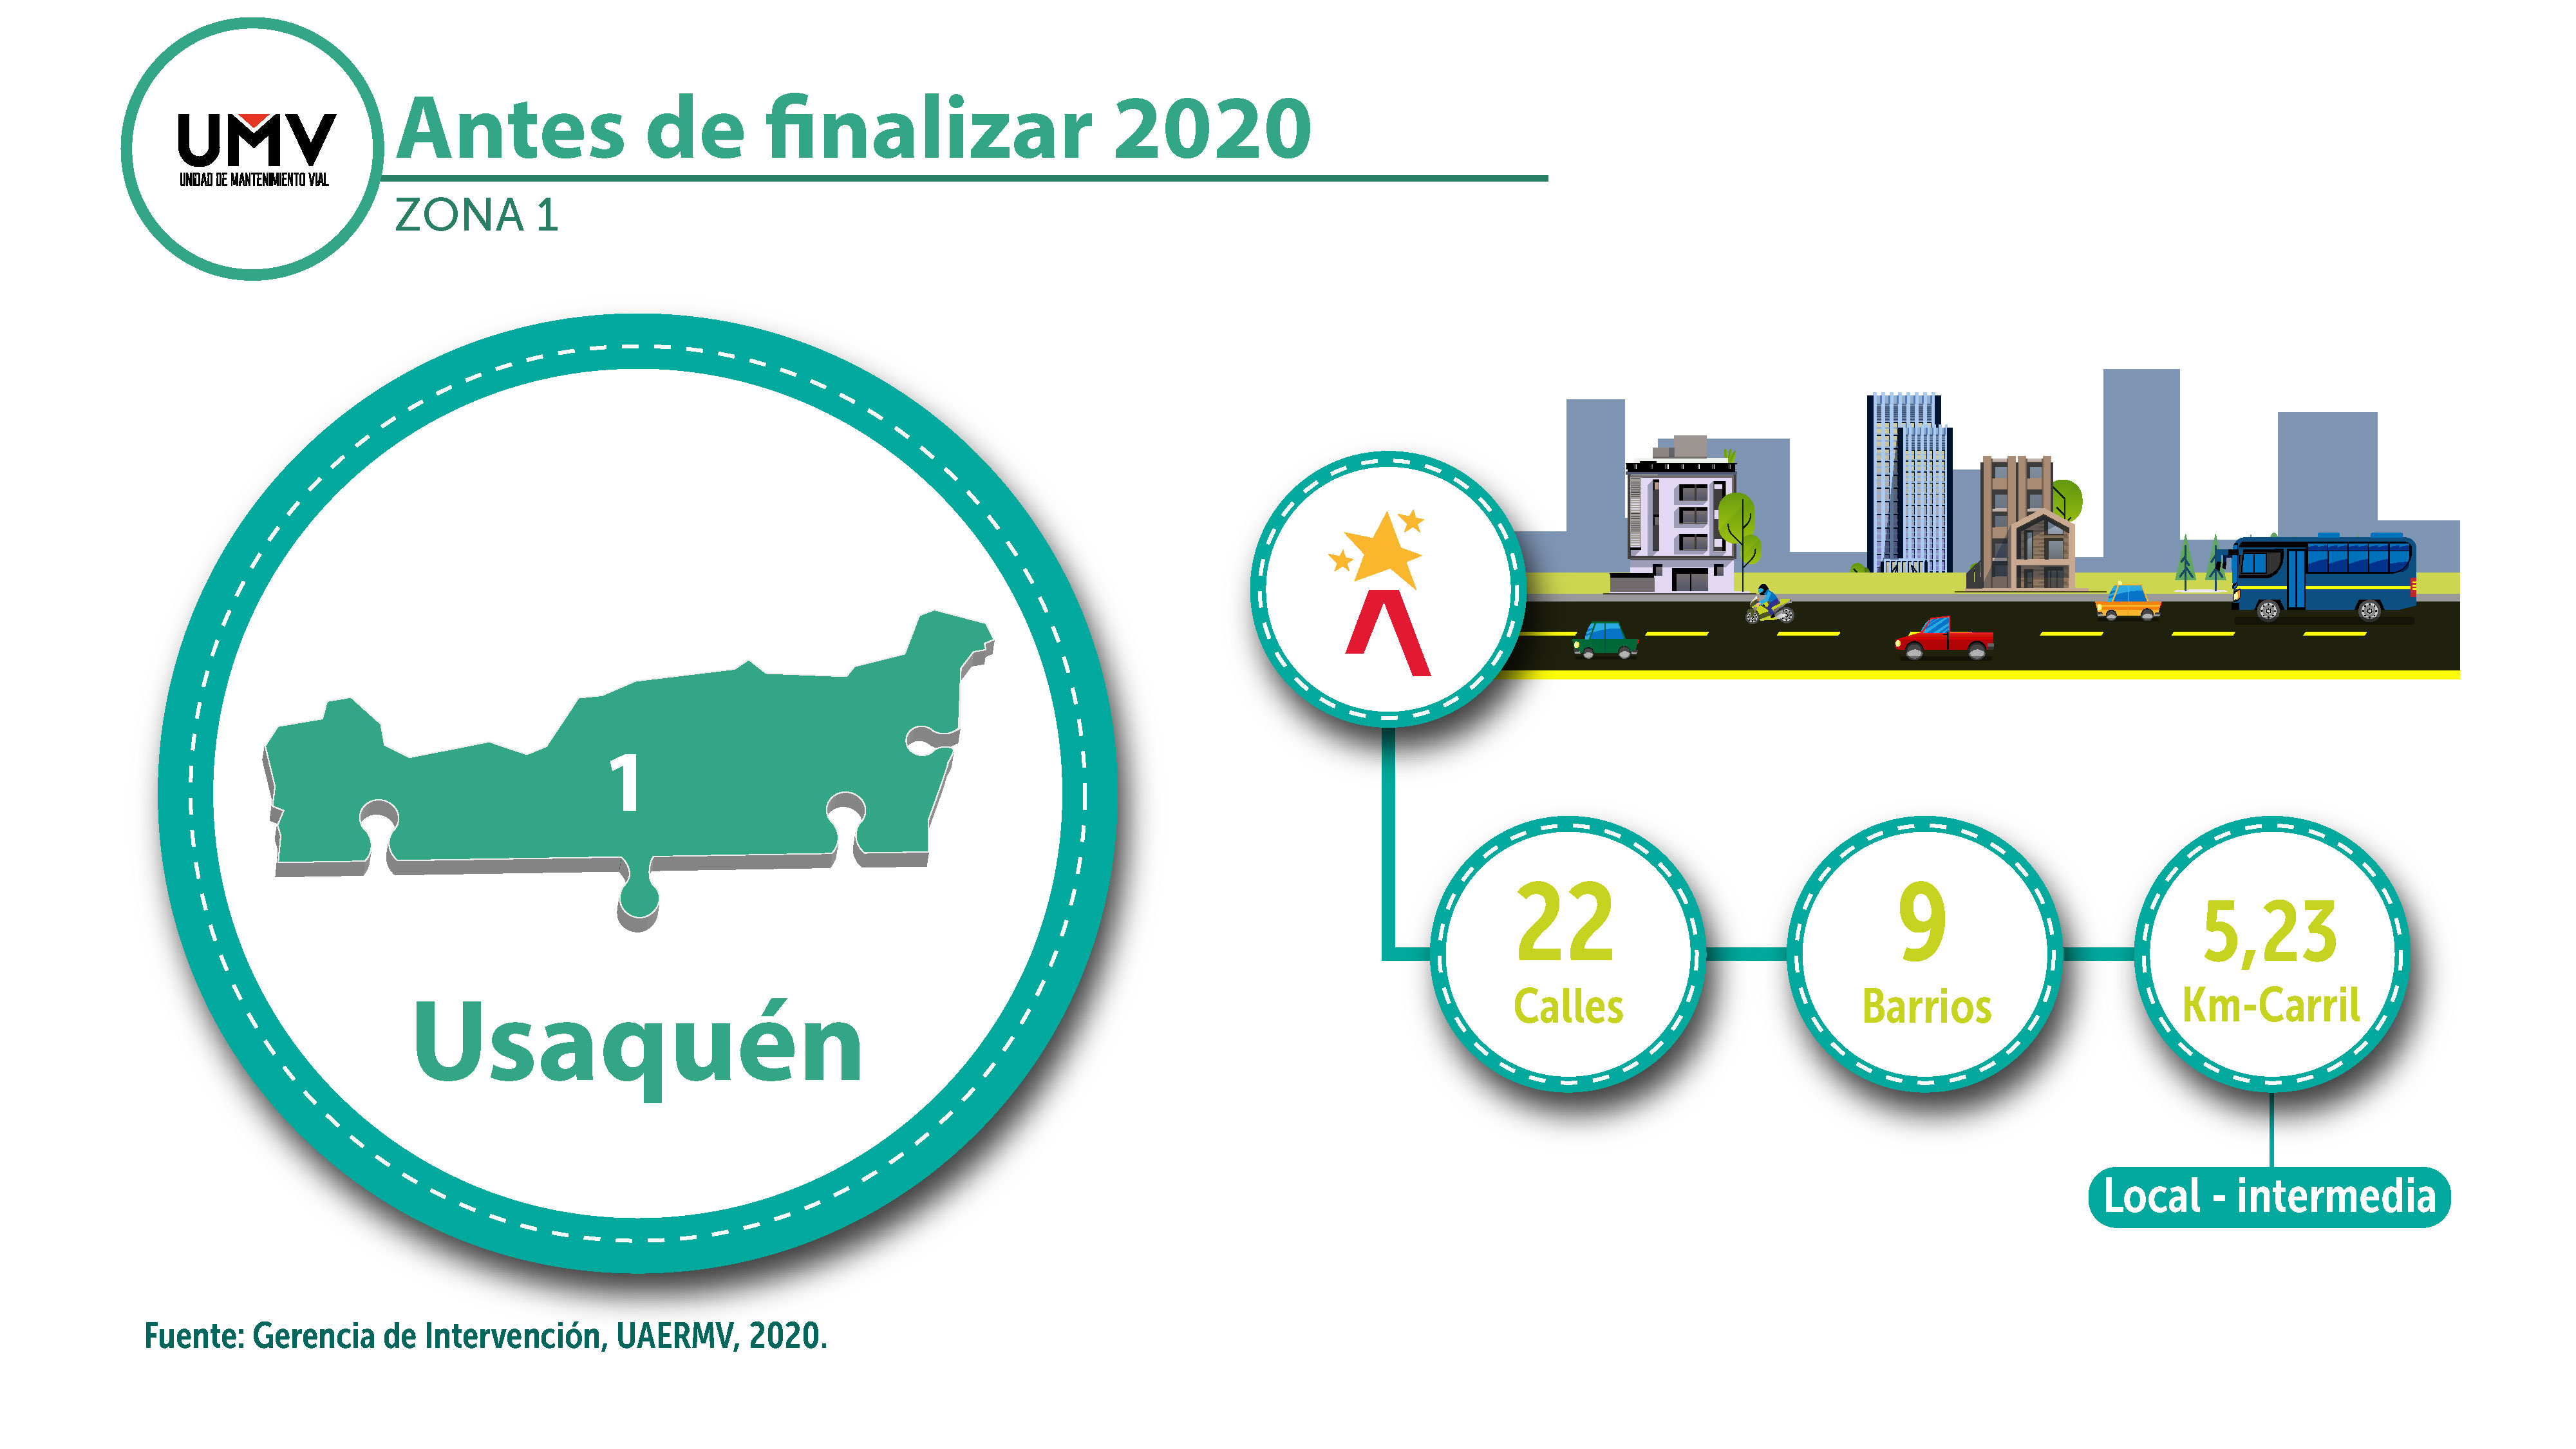 UMV
UNIDAD DE MANTENIMIENTO VIAL
Antes de finalizar 2020
ZONA 1
1
Usaquén
22
Calles
9
Barrios
5,23
Km-Carril
Local - intermedia
Fuente: Gerencia de Intervención, UAERMV, 2020.